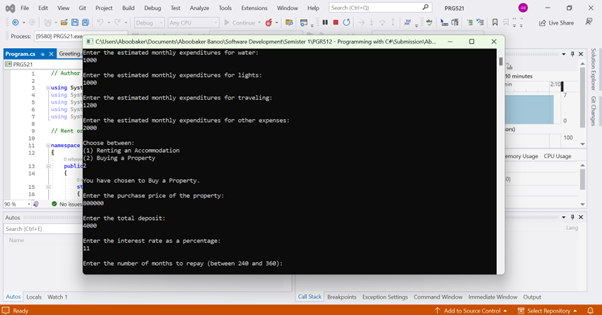 File Edit View Git Project Build Debug Test Analyze Tools Extensions Window Help Search (Ctrl+Q) PRG521
Debug Any CPU Continue Live Share
Process: [9580] PRG521.exe
Program.cs Greeting
PRG521
1 // Author
2
3 using Syst
4 using Syst
5 using Syst
6 using Syst
7 using Syst
8
9 // Rent o
10
11 namespace
12 {
13 public
14 {
15 st
16 {
90 % No issues
C:\Users\Aboobaker\Documents\Aboobaker Banoo\Software Development\Semister 1\PGR512 - Programming with C#\Submission\Ab...
Enter the estimated monthly expenditures for water:
1000
Enter the estimated monthly expenditures for lights:
1000
Enter the estimated monthly expenditures for traveling:
1200
Enter the estimated monthly expenditures for other expenses:
2000
Choose between:
(1) Renting an Accommodation
(2) Buying a Property
2
You have chosen to Buy a Property.
Enter the purchase price of the property:
800000
Enter the total deposit:
4000
Enter the interest rate as a percentage:
11
Enter the number of months to repay (between 240 and 360):
10 minutes
2:10
7
0
ors)
100
0
emory Usage CPU Usage
Solution Explorer
Git Changes
Autos
Search (Ctrl+E)
Name
Lang
Autos Locals Watch 1
Call Stack Breakpoints Exception Settings Command Window Immediate Window Output
Ready Add to Source Control Select Repository